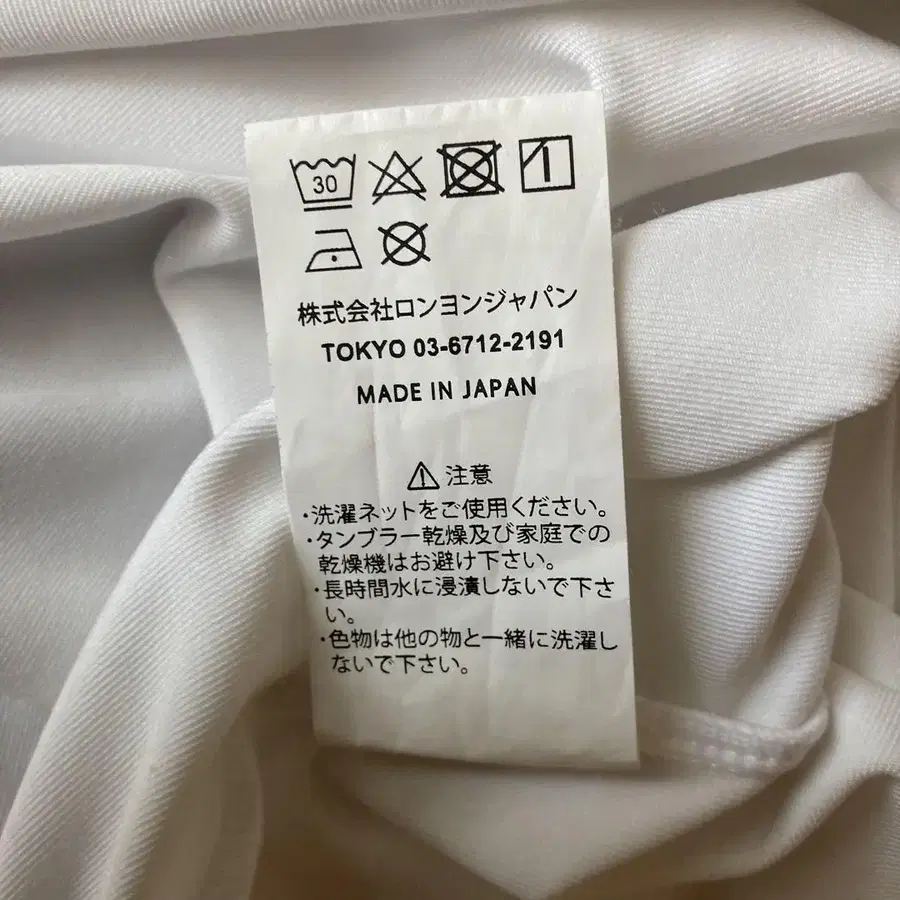 30
株式会社ロンヨンジャパン
TOKYO 03-6712-2191
MADE IN JAPAN
注意
・洗濯ネットをご使用ください。
・タンブラー乾燥及び家庭での
乾燥機はお避け下さい。
・長時間水に浸漬しないで下さ
い。
・色物は他の物と一緒に洗濯し
ないで下さい。